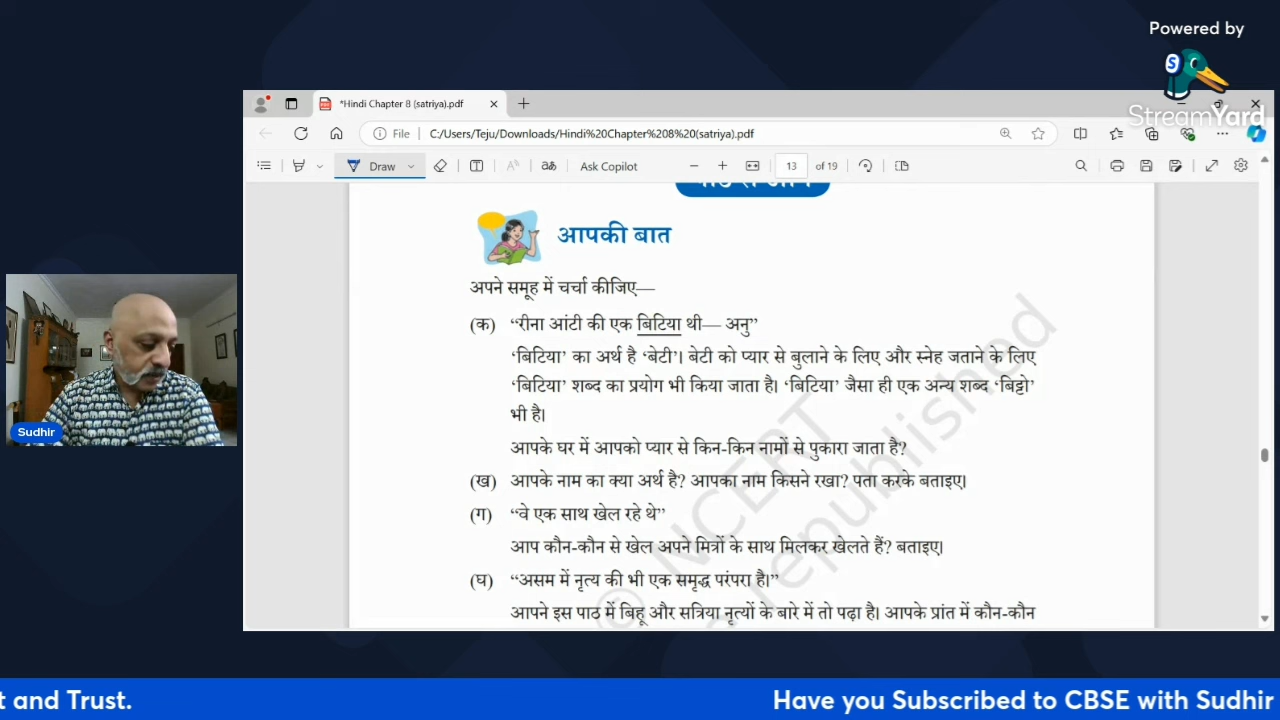 Powered by
StreamYard
*Hindi Chapter 8 (satriya).pdf
File C:/Users/Teju/Downloads/Hindi%20Chapter%208%20(satriya).pdf
Draw Ask Copilot 13 of 19
आपकी बात
अपने समूह में चर्चा कीजिए—
(क) “रीना आंटी की एक बिटिया थी— अनु”
‘बिटिया’ का अर्थ है ‘बेटी’। बेटी को प्यार से बुलाने के लिए और स्नेह जताने के लिए
‘बिटिया’ शब्द का प्रयोग भी किया जाता है। ‘बिटिया’ जैसा ही एक अन्य शब्द ‘बिट्टो’
भी है।
आपके घर में आपको प्यार से किन-किन नामों से पुकारा जाता है?
(ख) आपके नाम का क्या अर्थ है? आपका नाम किसने रखा? पता करके बताइए।
(ग) “वे एक साथ खेल रहे थे”
आप कौन-कौन से खेल अपने मित्रों के साथ मिलकर खेलते हैं? बताइए।
(घ) “असम में नृत्य की भी एक समृद्ध परंपरा है।”
आपने इस पाठ में बिहू और सत्रिया नृत्यों के बारे में तो पढ़ा है। आपके प्रांत में कौन-कौन
© NCERT
republished
Sudhir
t and Trust.
Have you Subscribed to CBSE with Sudhir